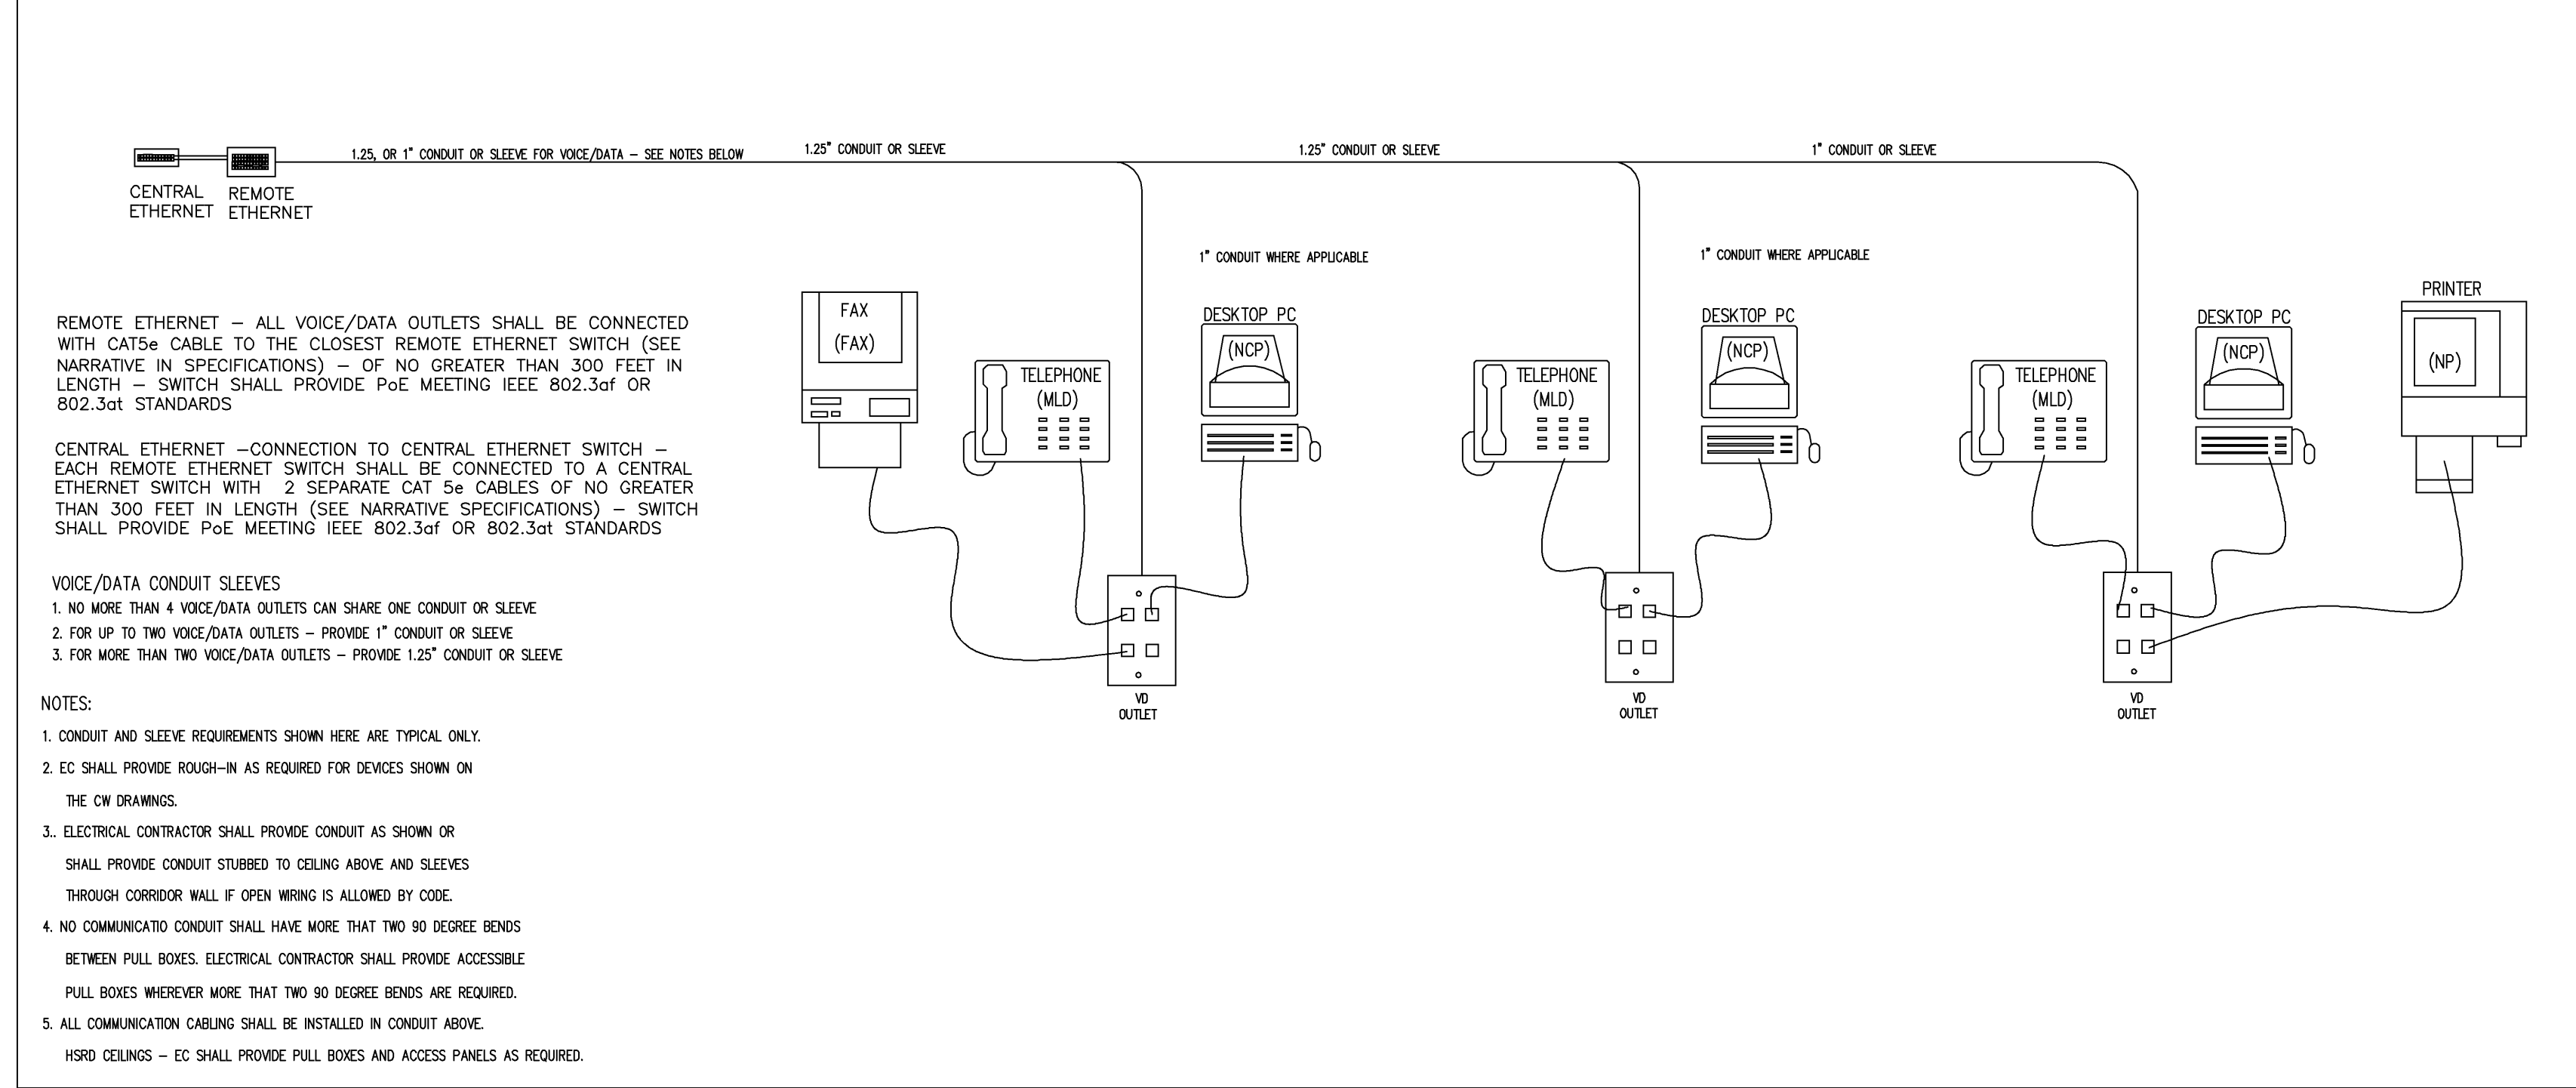 1.25, OR 1" CONDUIT OR SLEEVE FOR VOICE/DATA – SEE NOTES BELOW
1.25" CONDUIT OR SLEEVE
1.25" CONDUIT OR SLEEVE
1" CONDUIT OR SLEEVE
CENTRAL
ETHERNET
REMOTE
ETHERNET
1" CONDUIT WHERE APPLICABLE
1" CONDUIT WHERE APPLICABLE
REMOTE ETHERNET – ALL VOICE/DATA OUTLETS SHALL BE CONNECTED
WITH CAT5e CABLE TO THE CLOSEST REMOTE ETHERNET SWITCH (SEE
NARRATIVE IN SPECIFICATIONS) – OF NO GREATER THAN 300 FEET IN
LENGTH – SWITCH SHALL PROVIDE PoE MEETING IEEE 802.3af OR
802.3at STANDARDS
CENTRAL ETHERNET –CONNECTION TO CENTRAL ETHERNET SWITCH –
EACH REMOTE ETHERNET SWITCH SHALL BE CONNECTED TO A CENTRAL
ETHERNET SWITCH WITH 2 SEPARATE CAT 5e CABLES OF NO GREATER
THAN 300 FEET IN LENGTH (SEE NARRATIVE SPECIFICATIONS) – SWITCH
SHALL PROVIDE PoE MEETING IEEE 802.3af OR 802.3at STANDARDS
FAX
(FAX)
TELEPHONE
(MLD)
DESKTOP PC
(NCP)
TELEPHONE
(MLD)
DESKTOP PC
(NCP)
TELEPHONE
(MLD)
DESKTOP PC
(NCP)
PRINTER
(NP)
VD
OUTLET
VD
OUTLET
VD
OUTLET
VOICE/DATA CONDUIT SLEEVES
1. NO MORE THAN 4 VOICE/DATA OUTLETS CAN SHARE ONE CONDUIT OR SLEEVE
2. FOR UP TO TWO VOICE/DATA OUTLETS – PROVIDE 1" CONDUIT OR SLEEVE
3. FOR MORE THAN TWO VOICE/DATA OUTLETS – PROVIDE 1.25" CONDUIT OR SLEEVE
NOTES:
1. CONDUIT AND SLEEVE REQUIREMENTS SHOWN HERE ARE TYPICAL ONLY.
2. EC SHALL PROVIDE ROUGH–IN AS REQUIRED FOR DEVICES SHOWN ON
THE CW DRAWINGS.
3.. ELECTRICAL CONTRACTOR SHALL PROVIDE CONDUIT AS SHOWN OR
SHALL PROVIDE CONDUIT STUBBED TO CEILING ABOVE AND SLEEVES
THROUGH CORRIDOR WALL IF OPEN WIRING IS ALLOWED BY CODE.
4. NO COMMUNICATIO CONDUIT SHALL HAVE MORE THAT TWO 90 DEGREE BENDS
BETWEEN PULL BOXES. ELECTRICAL CONTRACTOR SHALL PROVIDE ACCESSIBLE
PULL BOXES WHEREVER MORE THAT TWO 90 DEGREE BENDS ARE REQUIRED.
5. ALL COMMUNICATION CABLING SHALL BE INSTALLED IN CONDUIT ABOVE.
HSRD CEILINGS – EC SHALL PROVIDE PULL BOXES AND ACCESS PANELS AS REQUIRED.